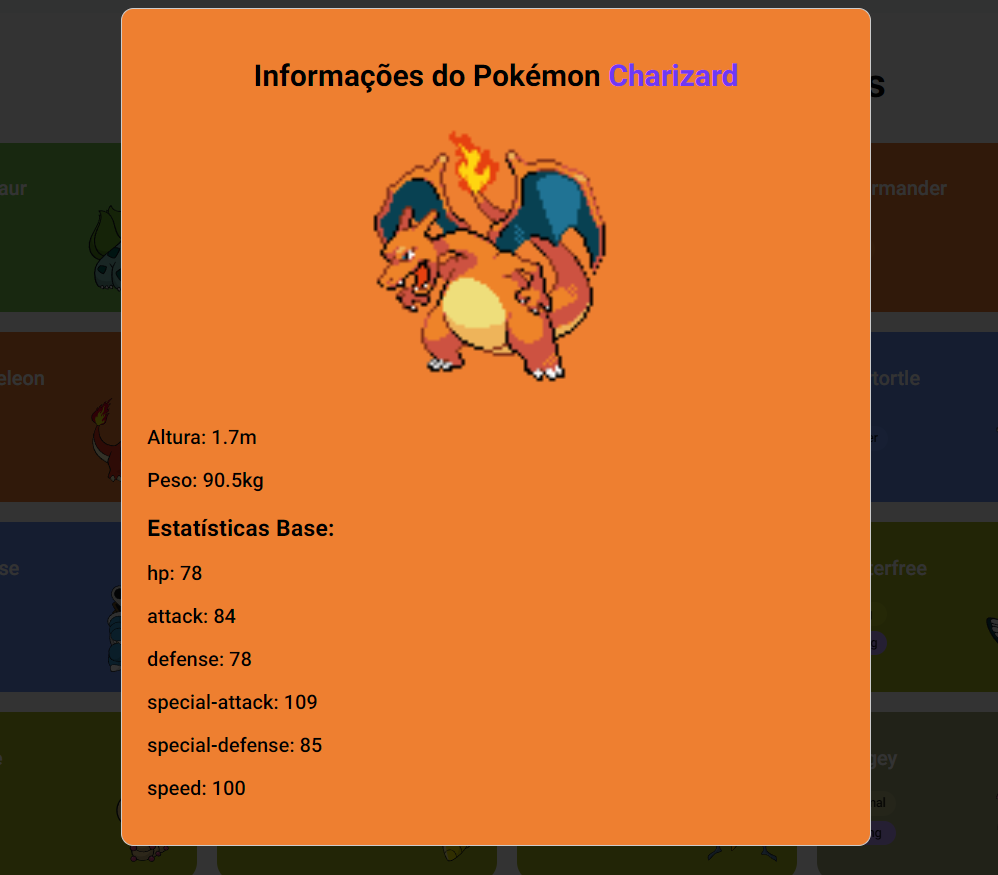 Informações do Pokémon Charizard
Altura: 1.7m
Peso: 90.5kg
Estatísticas Base:
hp: 78
attack: 84
defense: 78
special-attack: 109
special-defense: 85
speed: 100